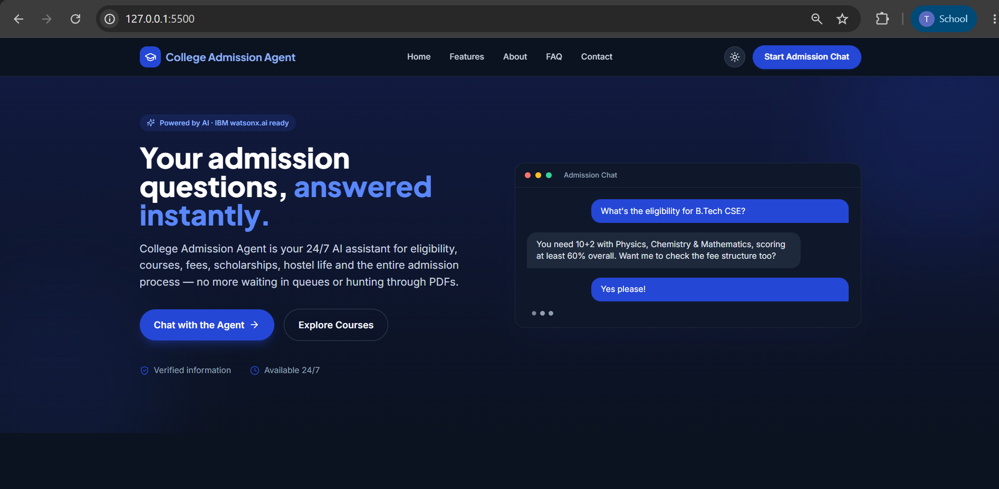 127.0.0.1:5500
T School
College Admission Agent
Home Features About FAQ Contact
Start Admission Chat
Powered by AI · IBM watsonx.ai ready
Your admission
questions, answered
instantly.
College Admission Agent is your 24/7 AI assistant for eligibility,
courses, fees, scholarships, hostel life and the entire admission
process — no more waiting in queues or hunting through PDFs.
Chat with the Agent →
Explore Courses
Verified information
Available 24/7
Admission Chat
What's the eligibility for B.Tech CSE?
You need 10+2 with Physics, Chemistry & Mathematics, scoring
at least 60% overall. Want me to check the fee structure too?
Yes please!